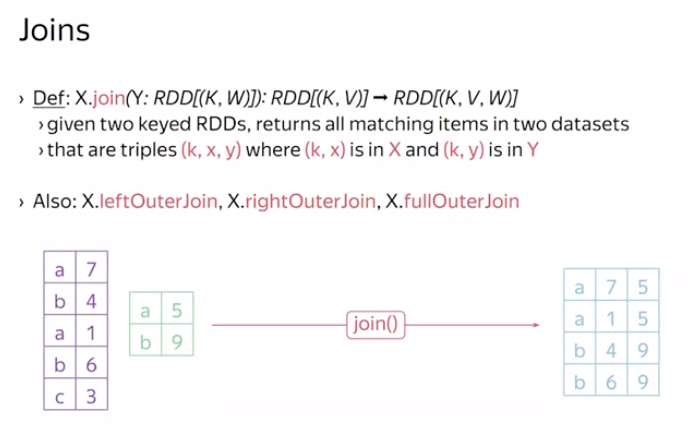 Joins
› Def: X.join(Y: RDD[(K, W)]): RDD[(K, V)] ➞ RDD[(K, V, W)]
› given two keyed RDDs, returns all matching items in two datasets
› that are triples (k, x, y) where (k, x) is in X and (k, y) is in Y
› Also: X.leftOuterJoin, X.rightOuterJoin, X.fullOuterJoin
a 7
b 4
a 1
b 6
c 3
a 5
b 9
join()
a 7 5
a 1 5
b 4 9
b 6 9